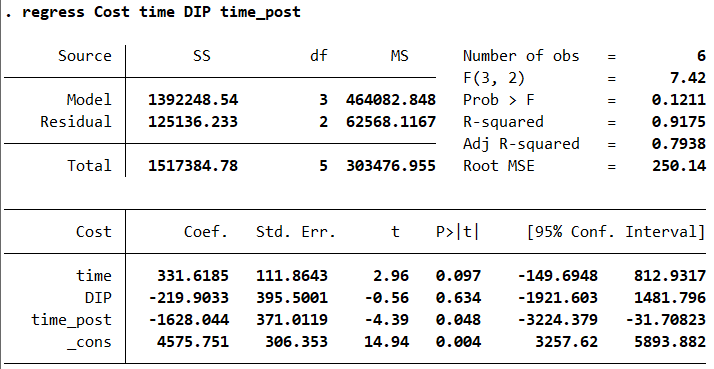 . regress Cost time DIP time_post
Source SS df MS Number of obs = 6
F(3, 2) = 7.42
Model 1392248.54 3 464082.848 Prob > F = 0.1211
Residual 125136.233 2 62568.1167 R-squared = 0.9175
Adj R-squared = 0.7938
Total 1517384.78 5 303476.955 Root MSE = 250.14
Cost Coef. Std. Err. t P>|t| [95% Conf. Interval]
time 331.6185 111.8643 2.96 0.097 -149.6948 812.9317
DIP -219.9033 395.5001 -0.56 0.634 -1921.603 1481.796
time_post -1628.044 371.0119 -4.39 0.048 -3224.379 -31.70823
_cons 4575.751 306.353 14.94 0.004 3257.62 5893.882